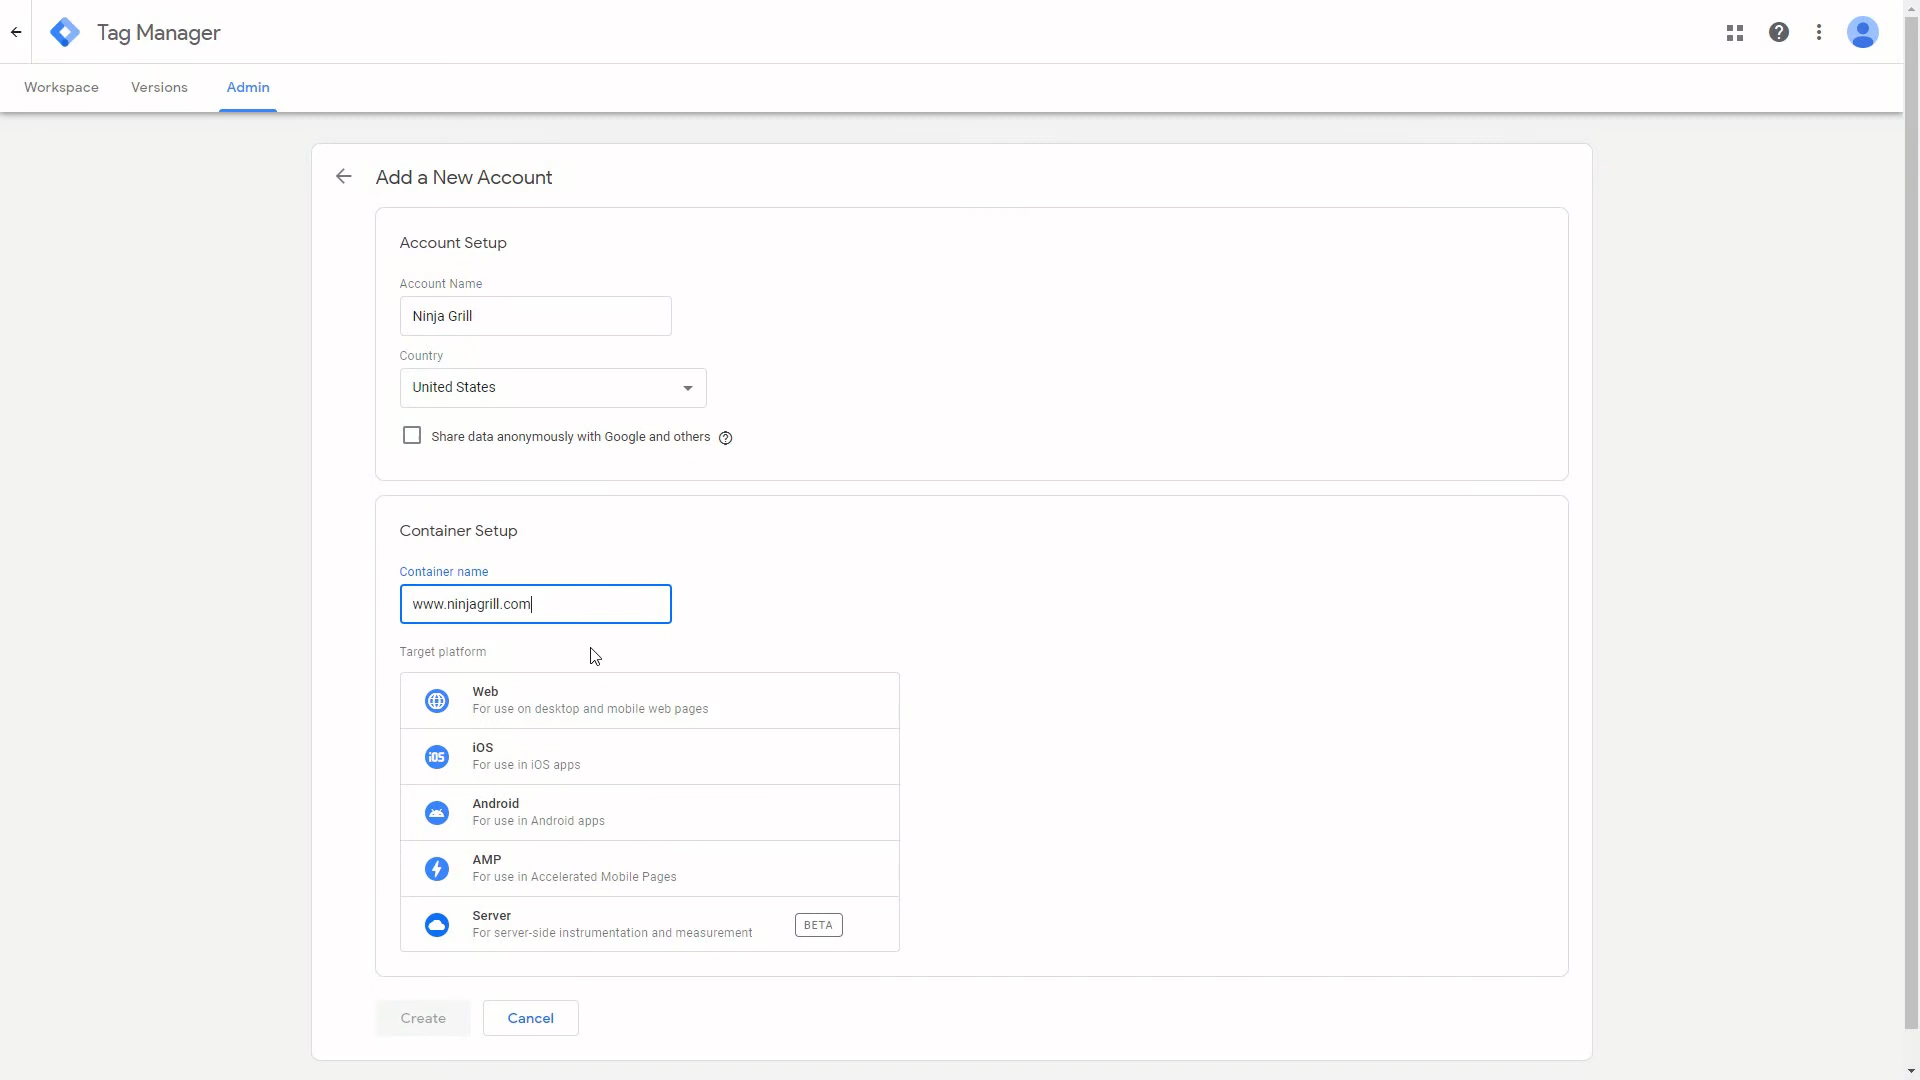 Tag Manager
Workspace Versions Admin
Add a New Account
Account Setup
Account Name
Ninja Grill
Country
United States
Share data anonymously with Google and others
Container Setup
Container name
www.ninjagrill.com
Target platform
Web
For use on desktop and mobile web pages
iOS
iOS
For use in iOS apps
Android
For use in Android apps
AMP
For use in Accelerated Mobile Pages
Server
For server-side instrumentation and measurement
BETA
Create Cancel